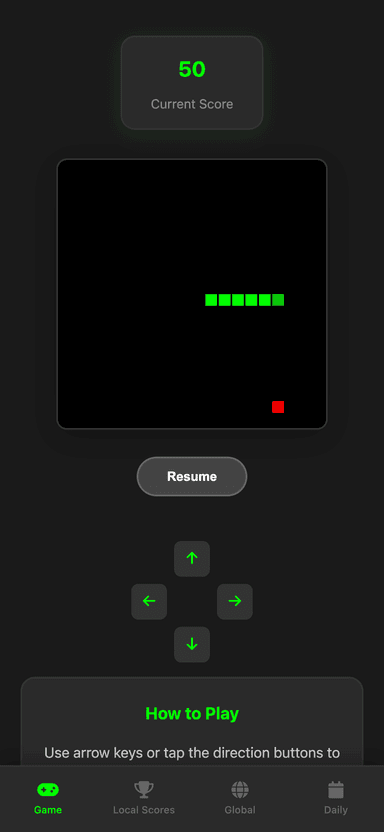 50
Current Score
Resume
How to Play
Use arrow keys or tap the direction buttons to
Game
Local Scores
Global
Daily